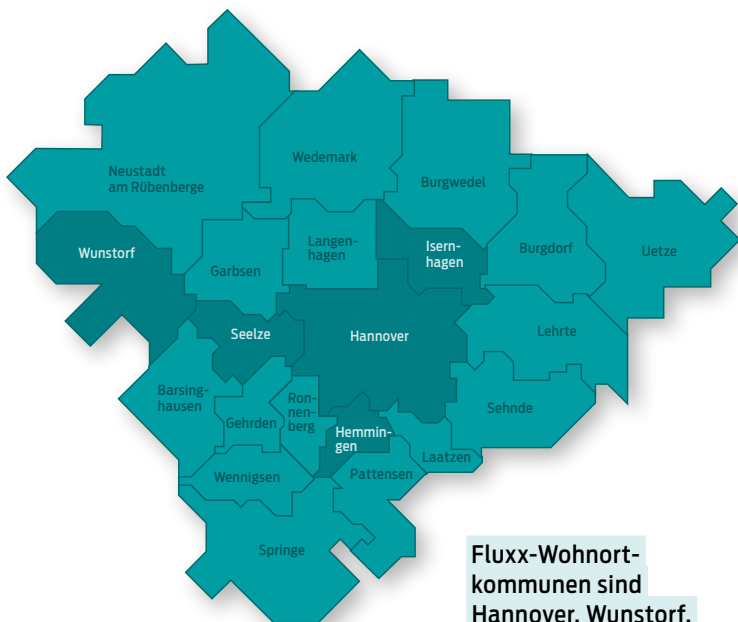 Neustadt
am Rübenberge
Wedemark
Burgwedel
Wunstorf
Garbsen
Langen-
hagen
Isern-
hagen
Burgdorf
Uetze
Seelze
Hannover
Lehrte
Barsing-
hausen
Gehrden
Ron-
nen-
berg
Hemmin-
gen
Sehnde
Laatzen
Wennigsen
Pattensen
Springe
Fluxx-Wohnort-
kommunen sind
Hannover, Wunstorf,